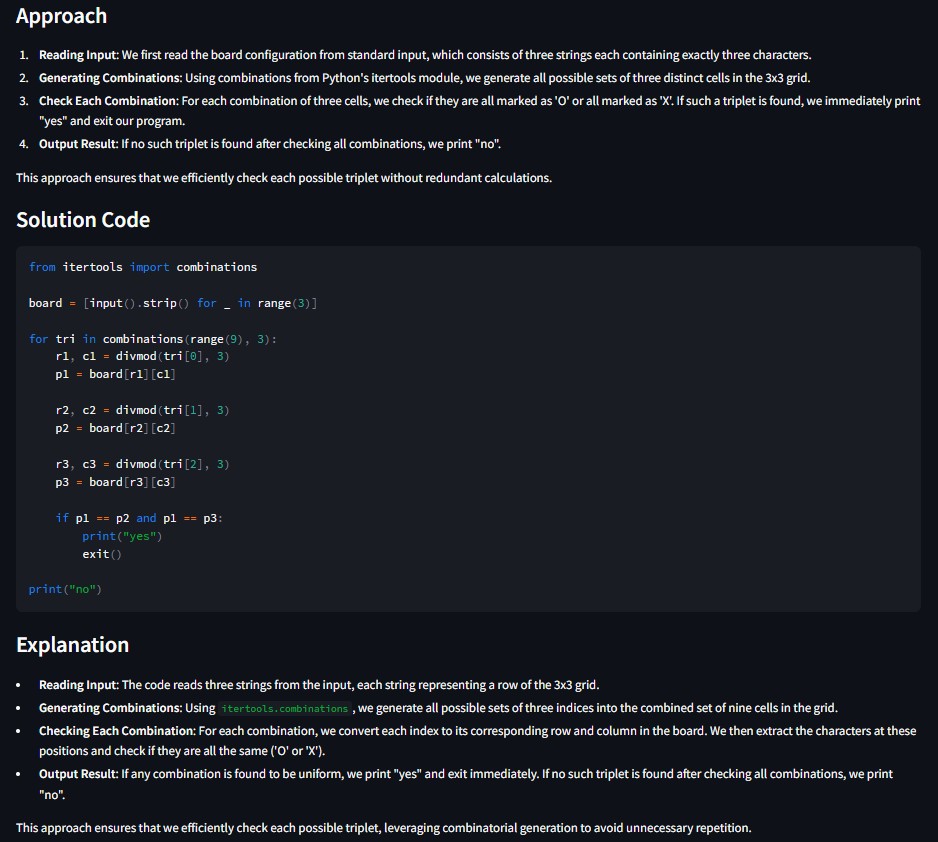 Approach
1. Reading Input: We first read the board configuration from standard input, which consists of three strings each containing exactly three characters.
2. Generating Combinations: Using combinations from Python's itertools module, we generate all possible sets of three distinct cells in the 3x3 grid.
3. Check Each Combination: For each combination of three cells, we check if they are all marked as 'O' or all marked as 'X'. If such a triplet is found, we immediately print
"yes" and exit our program.
4. Output Result: If no such triplet is found after checking all combinations, we print "no".
This approach ensures that we efficiently check each possible triplet without redundant calculations.
Solution Code
from itertools import combinations
board = [input().strip() for _ in range(3)]
for tri in combinations(range(9), 3):
    r1, c1 = divmod(tri[0], 3)
    p1 = board[r1][c1]
    r2, c2 = divmod(tri[1], 3)
    p2 = board[r2][c2]
    r3, c3 = divmod(tri[2], 3)
    p3 = board[r3][c3]
    if p1 == p2 and p1 == p3:
        print("yes")
        exit()
print("no")
Explanation
• Reading Input: The code reads three strings from the input, each string representing a row of the 3x3 grid.
• Generating Combinations: Using itertools.combinations, we generate all possible sets of three indices into the combined set of nine cells in the grid.
• Checking Each Combination: For each combination, we convert each index to its corresponding row and column in the board. We then extract the characters at these
positions and check if they are all the same ('O' or 'X').
• Output Result: If any combination is found to be uniform, we print "yes" and exit immediately. If no such triplet is found after checking all combinations, we print
"no".
This approach ensures that we efficiently check each possible triplet, leveraging combinatorial generation to avoid unnecessary repetition.